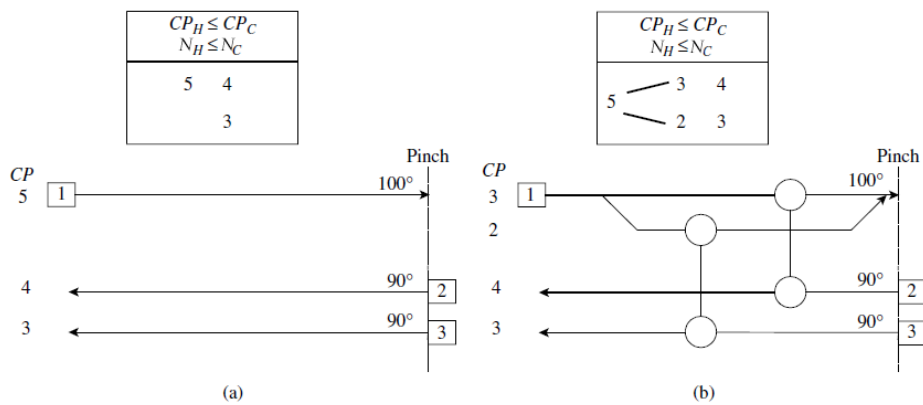 CP_H ≤ CP_C
N_H ≤ N_C
5 4
3
Pinch
CP
5 1 100°
4 90° 2
3 90° 3
(a)
CP_H ≤ CP_C
N_H ≤ N_C
5 3 4
2 3
Pinch
CP
3 1 100°
2
4 90° 2
3 90° 3
(b)